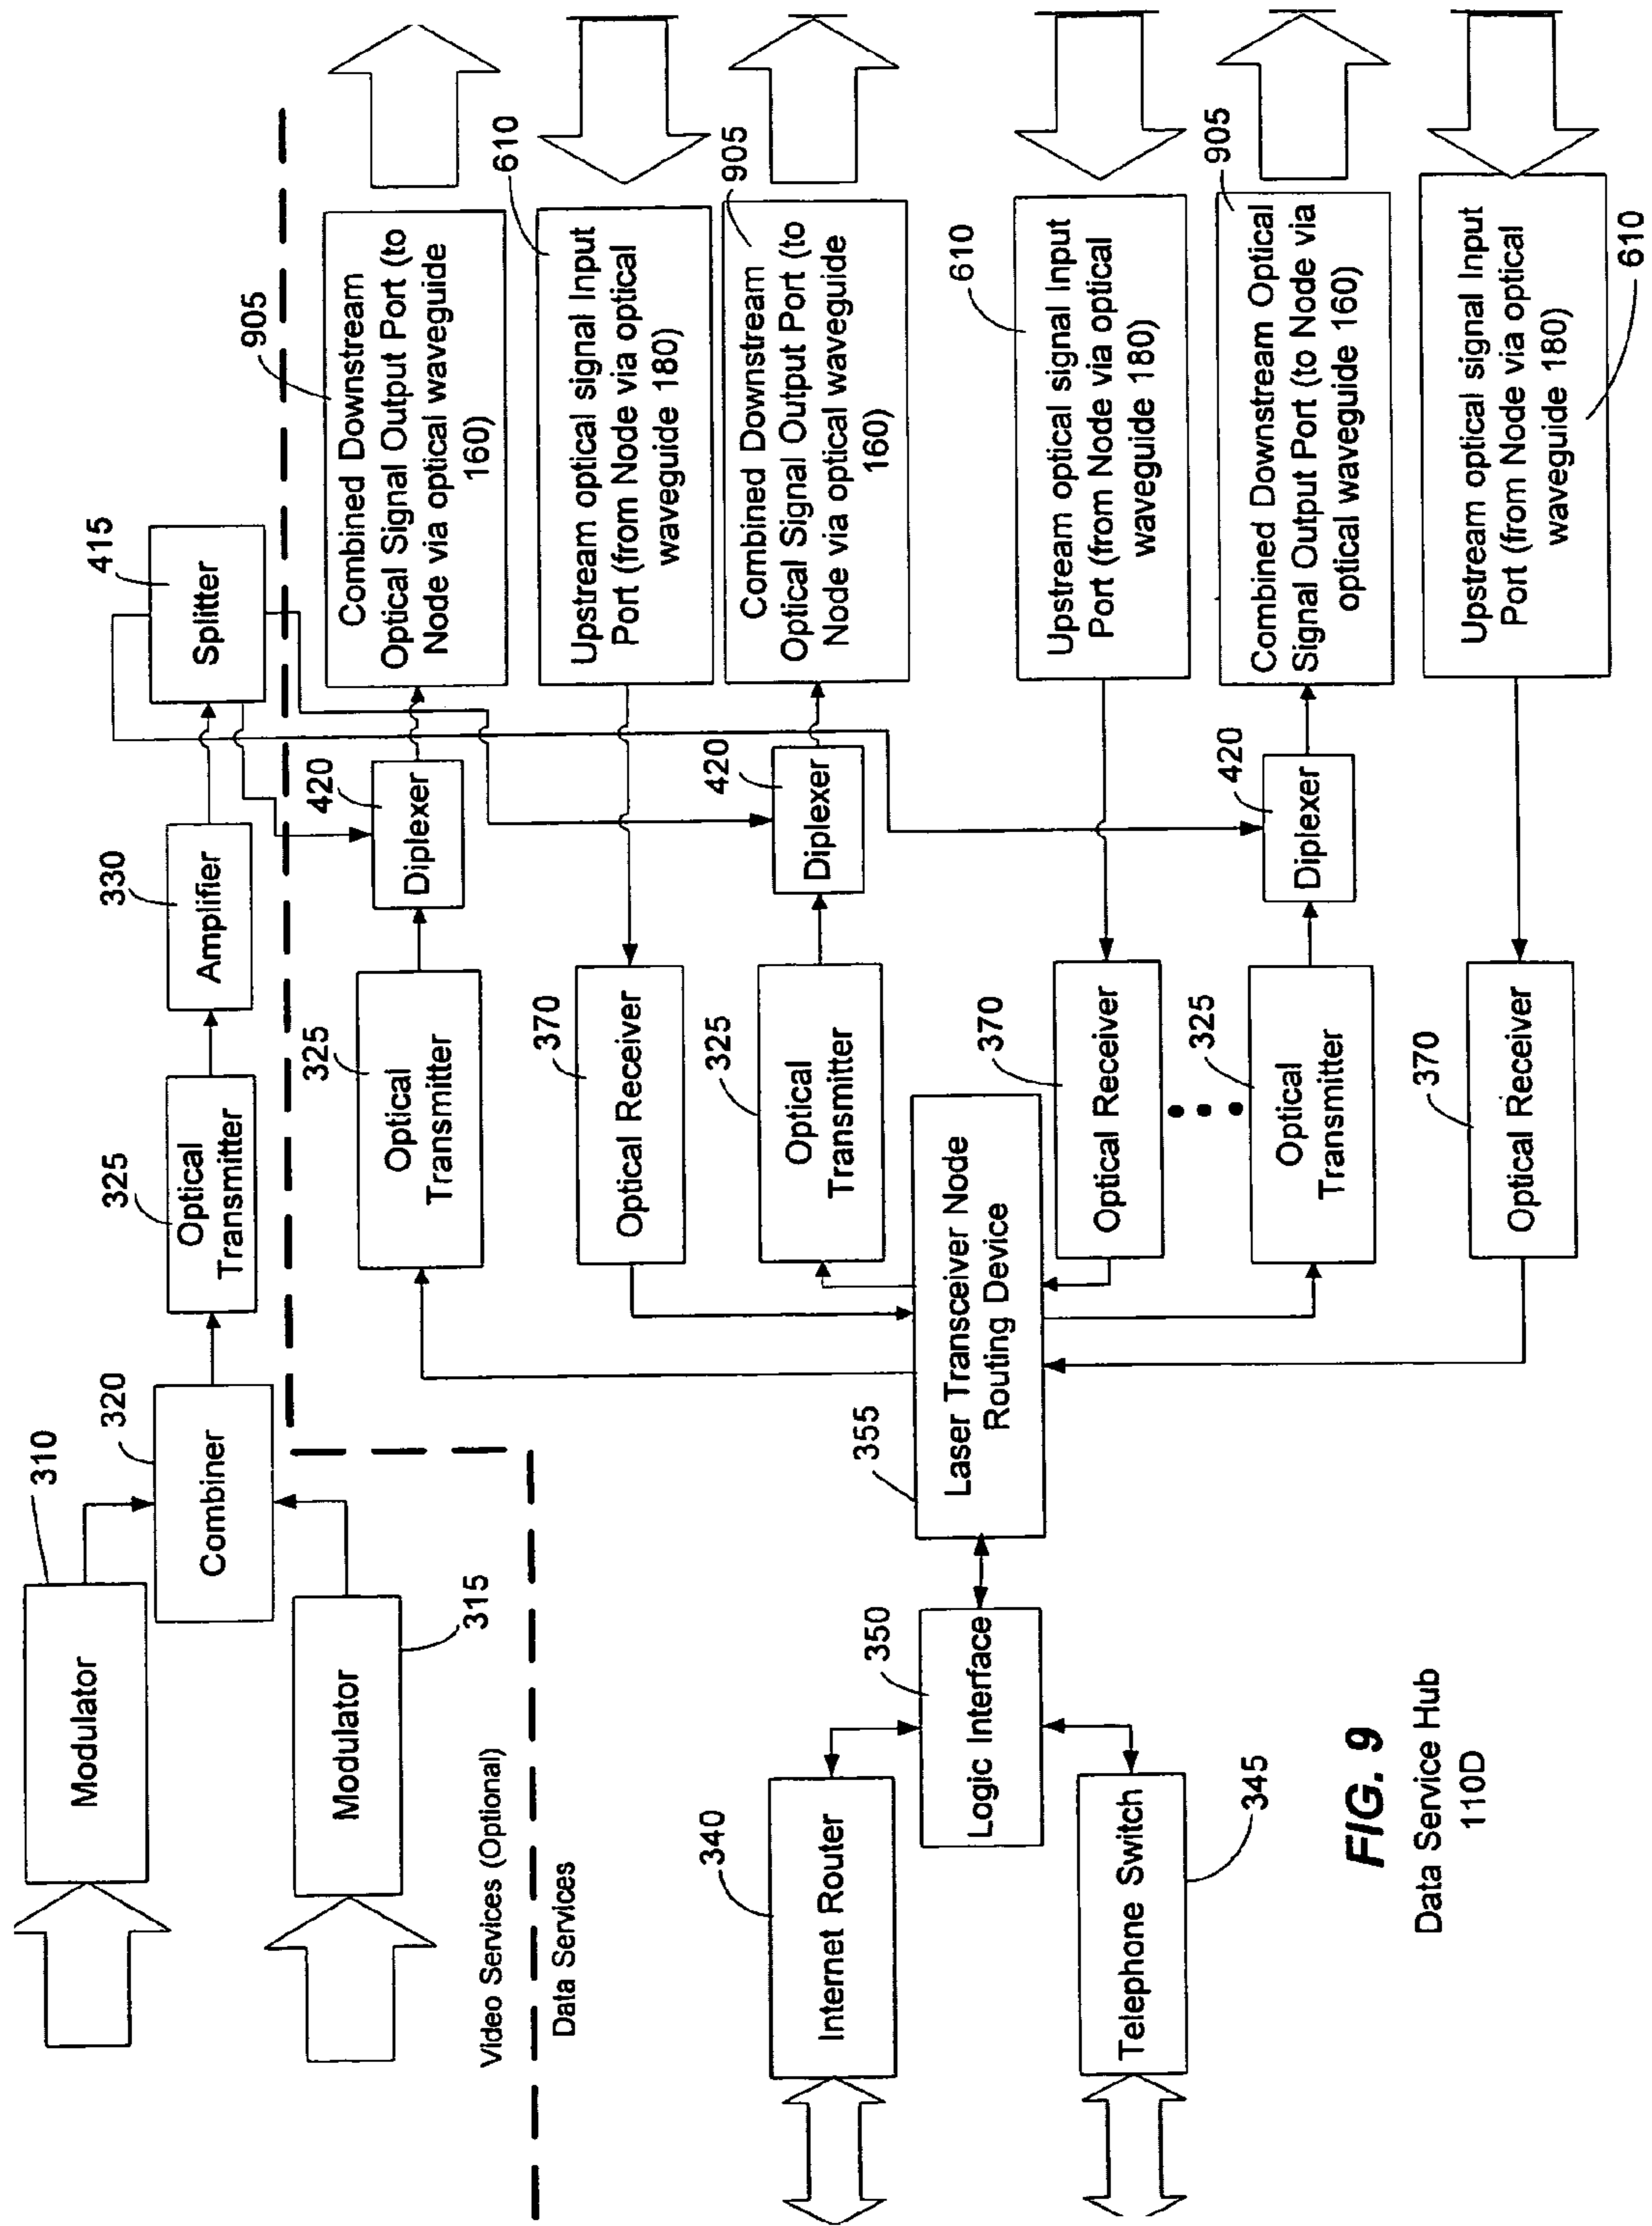 310
Modulator
320
Combiner
325
Optical
Transmitter
330
Amplifier
415
Splitter
Modulator
315
Video Services (Optional)
Data Services
905
Combined Downstream
Optical Signal Output Port (to
Node via optical waveguide
160)
420
Diplexer
325
Optical
Transmitter
610
Upstream optical signal Input
Port (from Node via optical
waveguide 180)
370
Optical Receiver
905
Combined Downstream
Optical Signal Output Port (to
Node via optical waveguide
160)
420
Diplexer
325
Optical
Transmitter
340
Internet Router
350
Logic Interface
355
Laser Transceiver Node
Routing Device
610
Upstream optical signal Input
Port (from Node via optical
waveguide 180)
370
Optical Receiver
Telephone Switch
345
905
Combined Downstream Optical
Signal Output Port (to Node via
optical waveguide 160)
420
Diplexer
325
Optical
Transmitter
Upstream optical signal Input
Port (from Node via optical
waveguide 180)
610
370
Optical Receiver
FIG. 9
Data Service Hub
110D